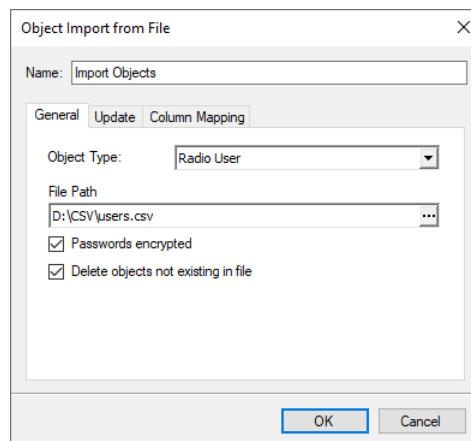 Object Import from File
Name: Import Objects
General Update Column Mapping
Object Type: Radio User
File Path
D:\CSV\users.csv ...
Passwords encrypted
Delete objects not existing in file
OK Cancel